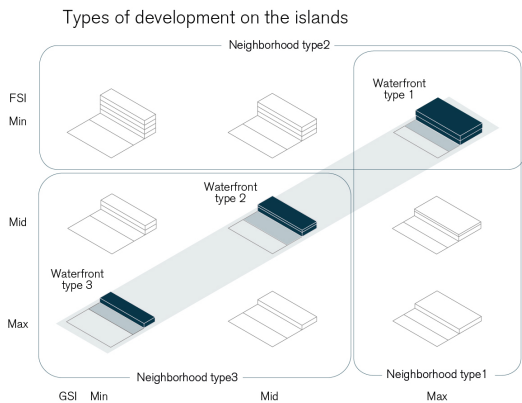 Types of development on the islands
Neighborhood type2
FSI
Min
Waterfront
type 1
Mid
Waterfront
type 2
Waterfront
type 3
Max
Neighborhood type3
Neighborhood type1
GSI Min Mid Max